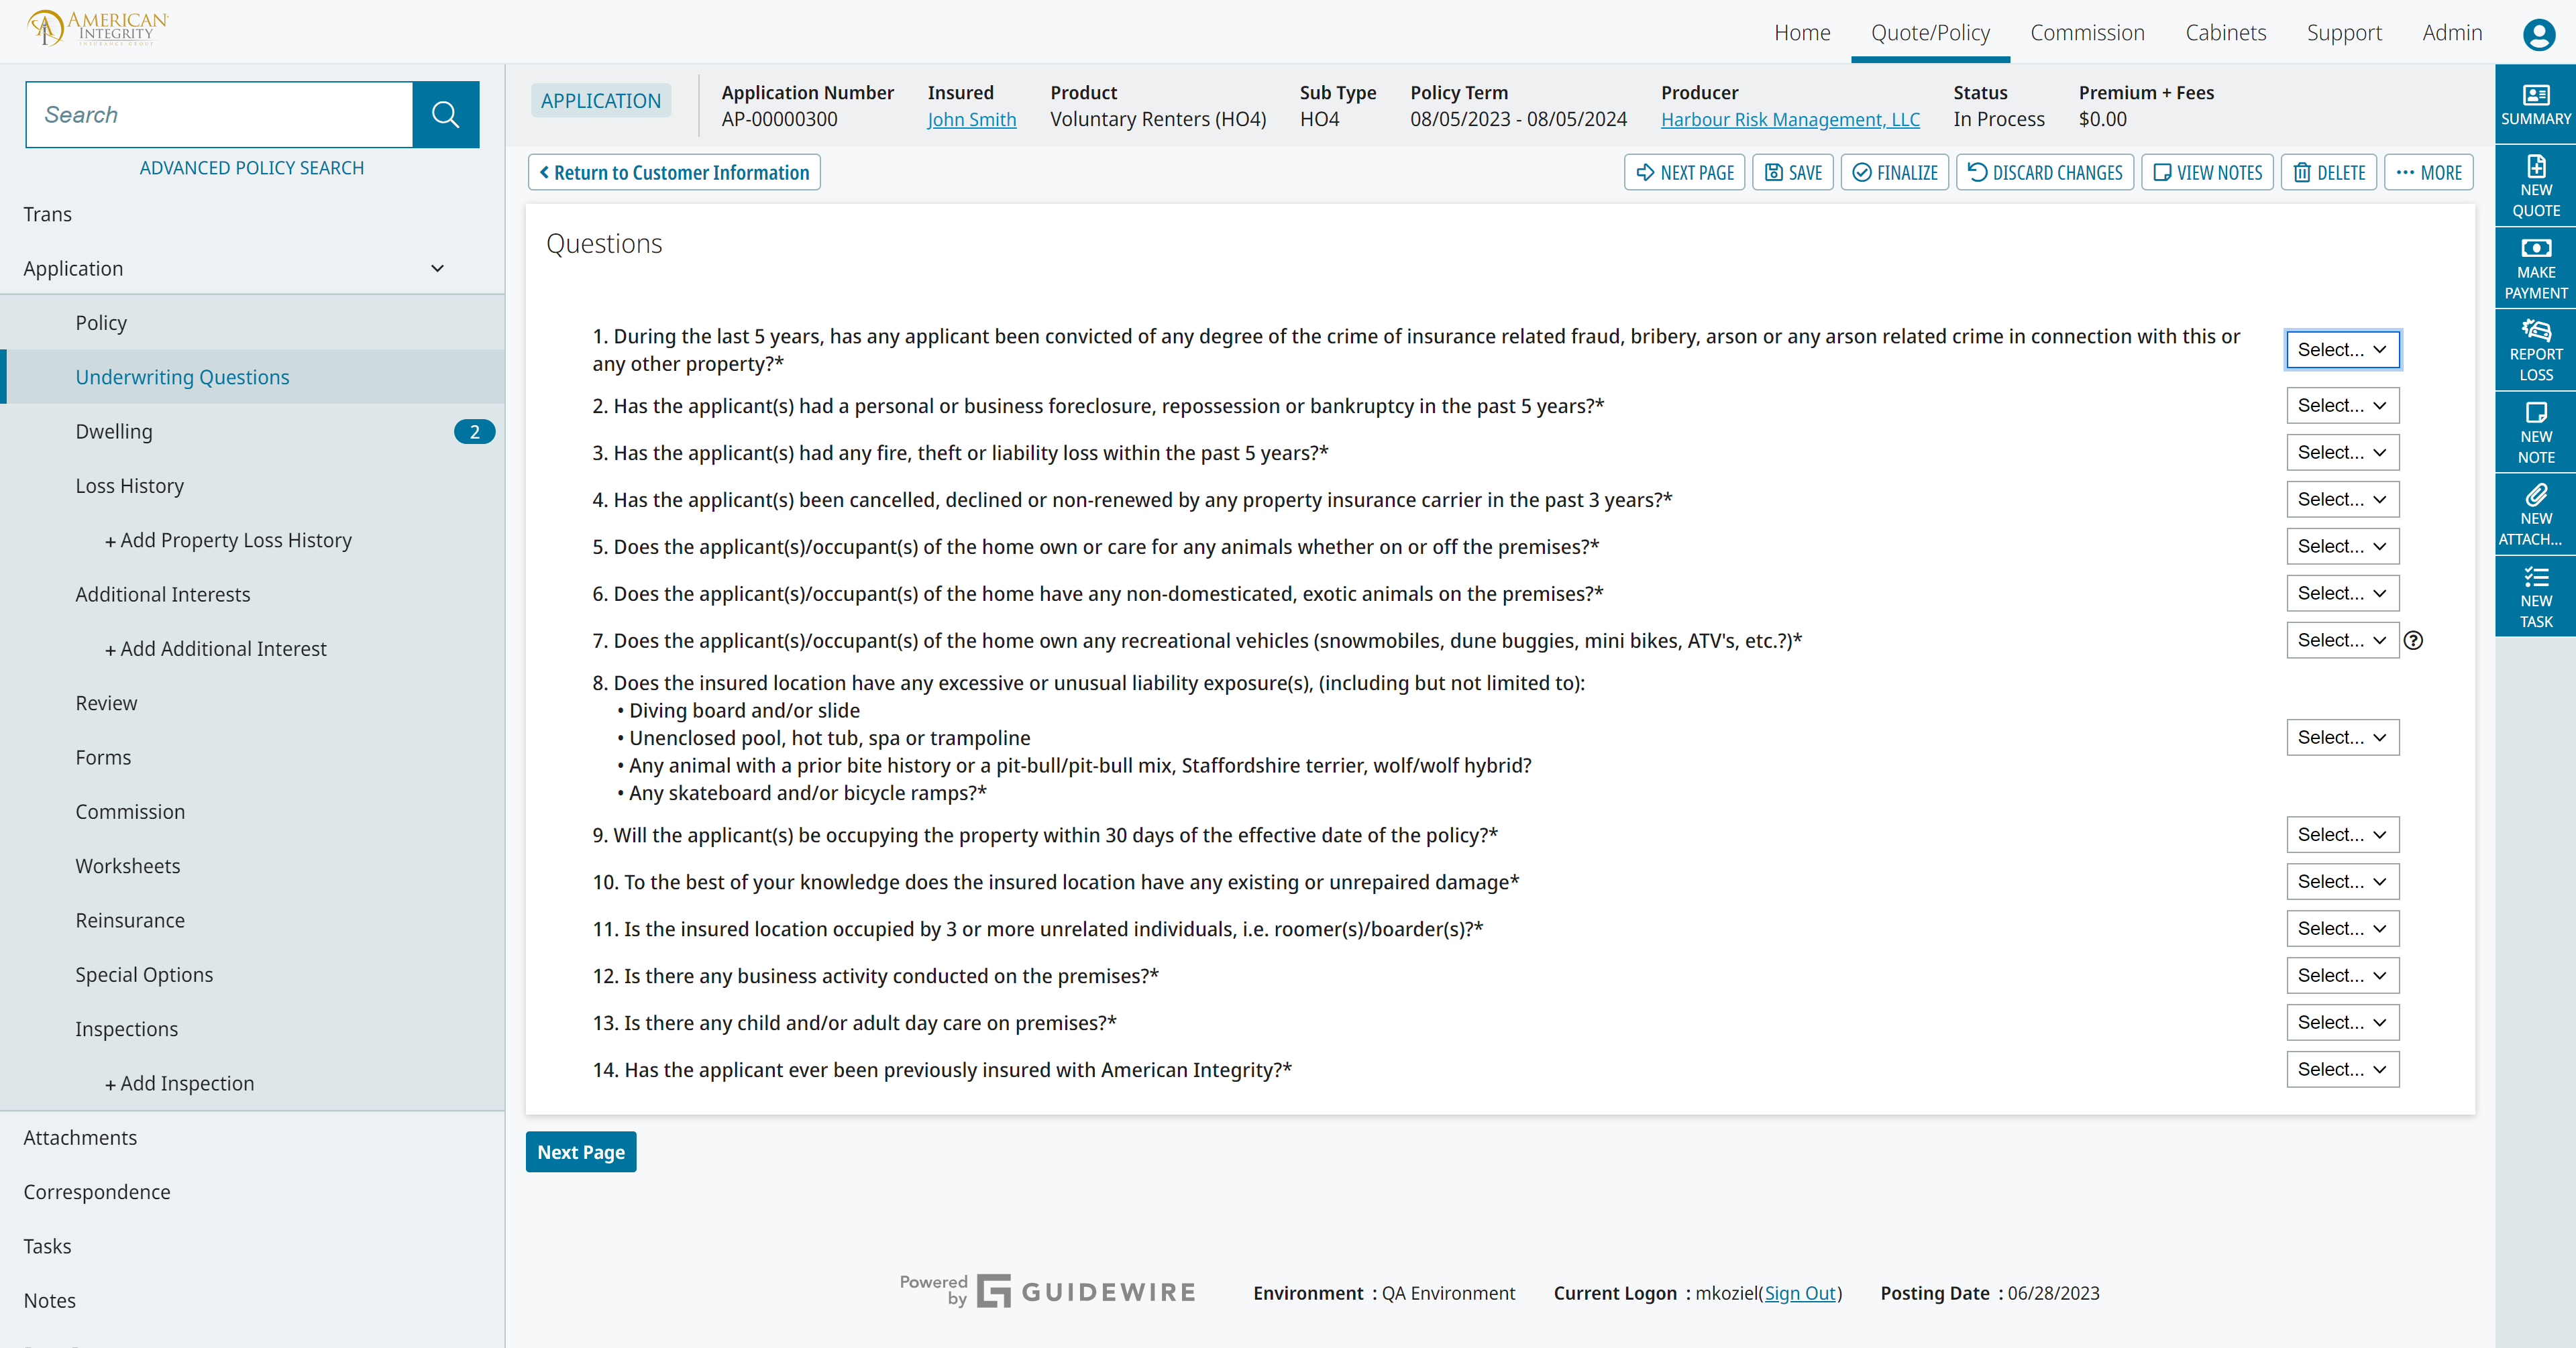 AMERICAN
INTEGRITY
INSURANCE GROUP
Home
Quote/Policy
Commission
Cabinets
Support
Admin
Search
ADVANCED POLICY SEARCH
Trans
Application
Policy
Underwriting Questions
Dwelling 2
Loss History
+ Add Property Loss History
Additional Interests
+ Add Additional Interest
Review
Forms
Commission
Worksheets
Reinsurance
Special Options
Inspections
+ Add Inspection
Attachments
Correspondence
Tasks
Notes
APPLICATION
Application Number
AP-00000300
Insured
John Smith
Product
Voluntary Renters (HO4)
Sub Type
HO4
Policy Term
08/05/2023 - 08/05/2024
Producer
Harbour Risk Management, LLC
Status
In Process
Premium + Fees
$0.00
Return to Customer Information
NEXT PAGE
SAVE
FINALIZE
DISCARD CHANGES
VIEW NOTES
DELETE
MORE
Questions
1. During the last 5 years, has any applicant been convicted of any degree of the crime of insurance related fraud, bribery, arson or any arson related crime in connection with this or
any other property?*
Select...
2. Has the applicant(s) had a personal or business foreclosure, repossession or bankruptcy in the past 5 years?* Select...
3. Has the applicant(s) had any fire, theft or liability loss within the past 5 years?* Select...
4. Has the applicant(s) been cancelled, declined or non-renewed by any property insurance carrier in the past 3 years?* Select...
5. Does the applicant(s)/occupant(s) of the home own or care for any animals whether on or off the premises?* Select...
6. Does the applicant(s)/occupant(s) of the home have any non-domesticated, exotic animals on the premises?* Select...
7. Does the applicant(s)/occupant(s) of the home own any recreational vehicles (snowmobiles, dune buggies, mini bikes, ATV's, etc.?)* Select... ?
8. Does the insured location have any excessive or unusual liability exposure(s), (including but not limited to):
• Diving board and/or slide
• Unenclosed pool, hot tub, spa or trampoline
Select...
• Any animal with a prior bite history or a pit-bull/pit-bull mix, Staffordshire terrier, wolf/wolf hybrid?
• Any skateboard and/or bicycle ramps?*
9. Will the applicant(s) be occupying the property within 30 days of the effective date of the policy?* Select...
10. To the best of your knowledge does the insured location have any existing or unrepaired damage* Select...
11. Is the insured location occupied by 3 or more unrelated individuals, i.e. roomer(s)/boarder(s)?* Select...
12. Is there any business activity conducted on the premises?* Select...
13. Is there any child and/or adult day care on premises?* Select...
14. Has the applicant ever been previously insured with American Integrity?* Select...
Next Page
SUMMARY
NEW
QUOTE
MAKE
PAYMENT
REPORT
LOSS
NEW
NOTE
NEW
ATTACH...
NEW
TASK
Powered
by
GUIDEWIRE
Environment : QA Environment
Current Logon : mkoziel(Sign Out)
Posting Date : 06/28/2023